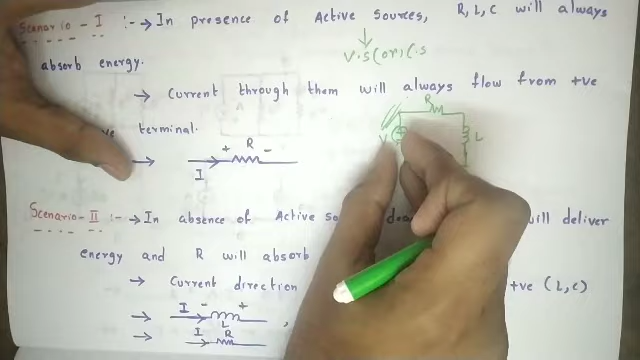 Scenario - I :- → In presence of Active sources, R, L, C will always
absorb energy.
V.S (or) C.S
→ Current through them will always flow from +ve
terminal.
R
V
L
→ + R -
I
Scenario - II :- → In absence of Active will deliver
energy and R will absorb
→ Current direction +ve (L, C)
→ I - + ,
L
→ I R